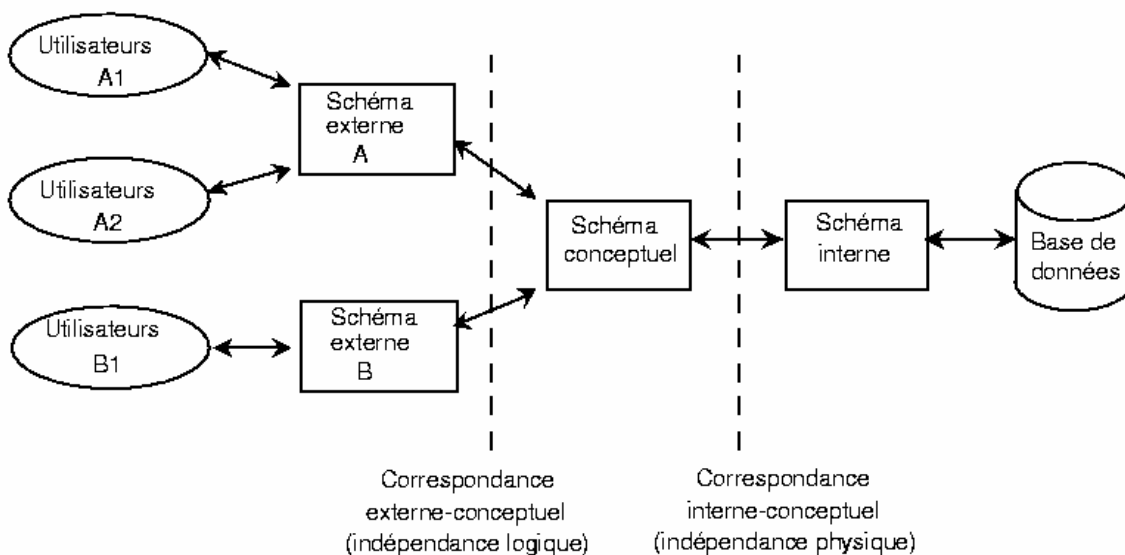 Utilisateurs
A1
Schéma
externe
A
Utilisateurs
A2
Schéma
conceptuel
Schéma
interne
Base de
données
Utilisateurs
B1
Schéma
externe
B
Correspondance
externe-conceptuel
(indépendance logique)
Correspondance
interne-conceptuel
(indépendance physique)